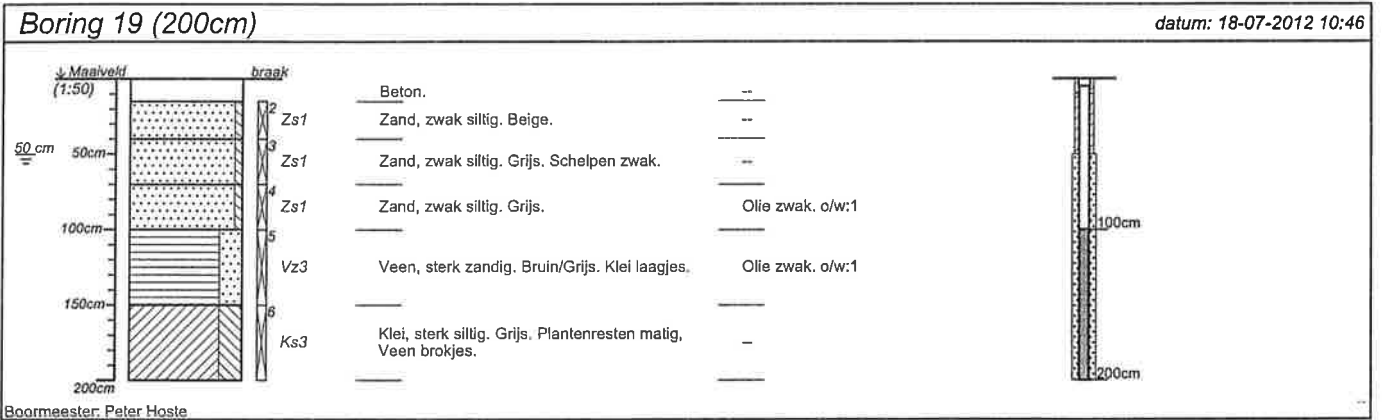 Boring 19 (200cm)
datum: 18-07-2012 10:46
↓ Maaiveld
braak
(1:50)
Beton.
--
2
Zs1
Zand, zwak siltig. Beige.
--
50 cm
50cm
3
Zs1
Zand, zwak siltig. Grijs. Schelpen zwak.
--
4
Zs1
Zand, zwak siltig. Grijs.
Olie zwak. o/w:1
100cm
100cm
5
Vz3
Veen, sterk zandig. Bruin/Grijs. Klei laagjes.
Olie zwak. o/w:1
150cm
6
Ks3
Klei, sterk siltig. Grijs. Plantenresten matig,
Veen brokjes.
--
200cm
200cm
Boormeester: Peter Hoste
--